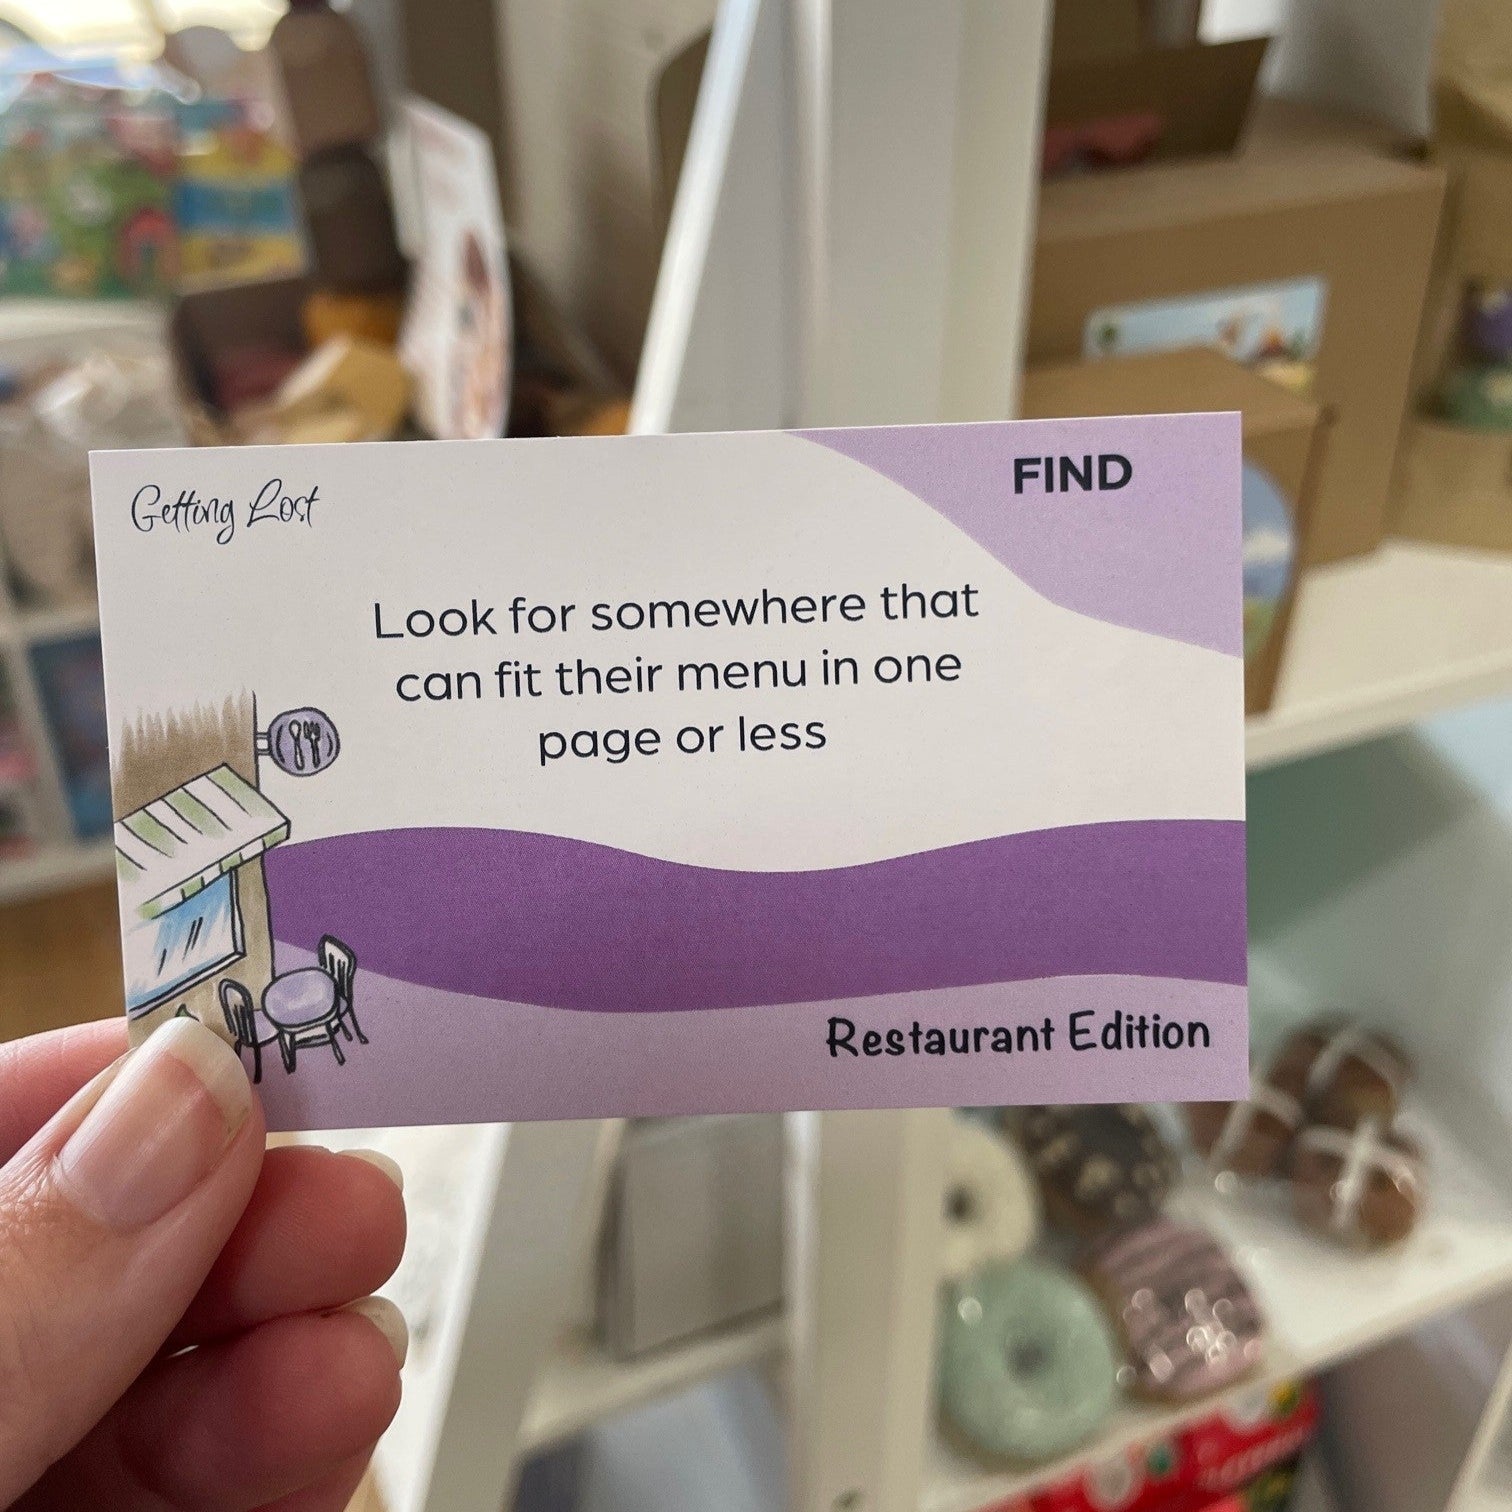 Getting Lost
FIND
Look for somewhere that
can fit their menu in one
page or less
Restaurant Edition